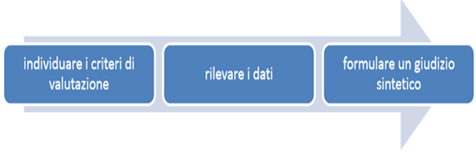 individuare i criteri di
valutazione
rilevare i dati
formulare un giudizio
sintetico